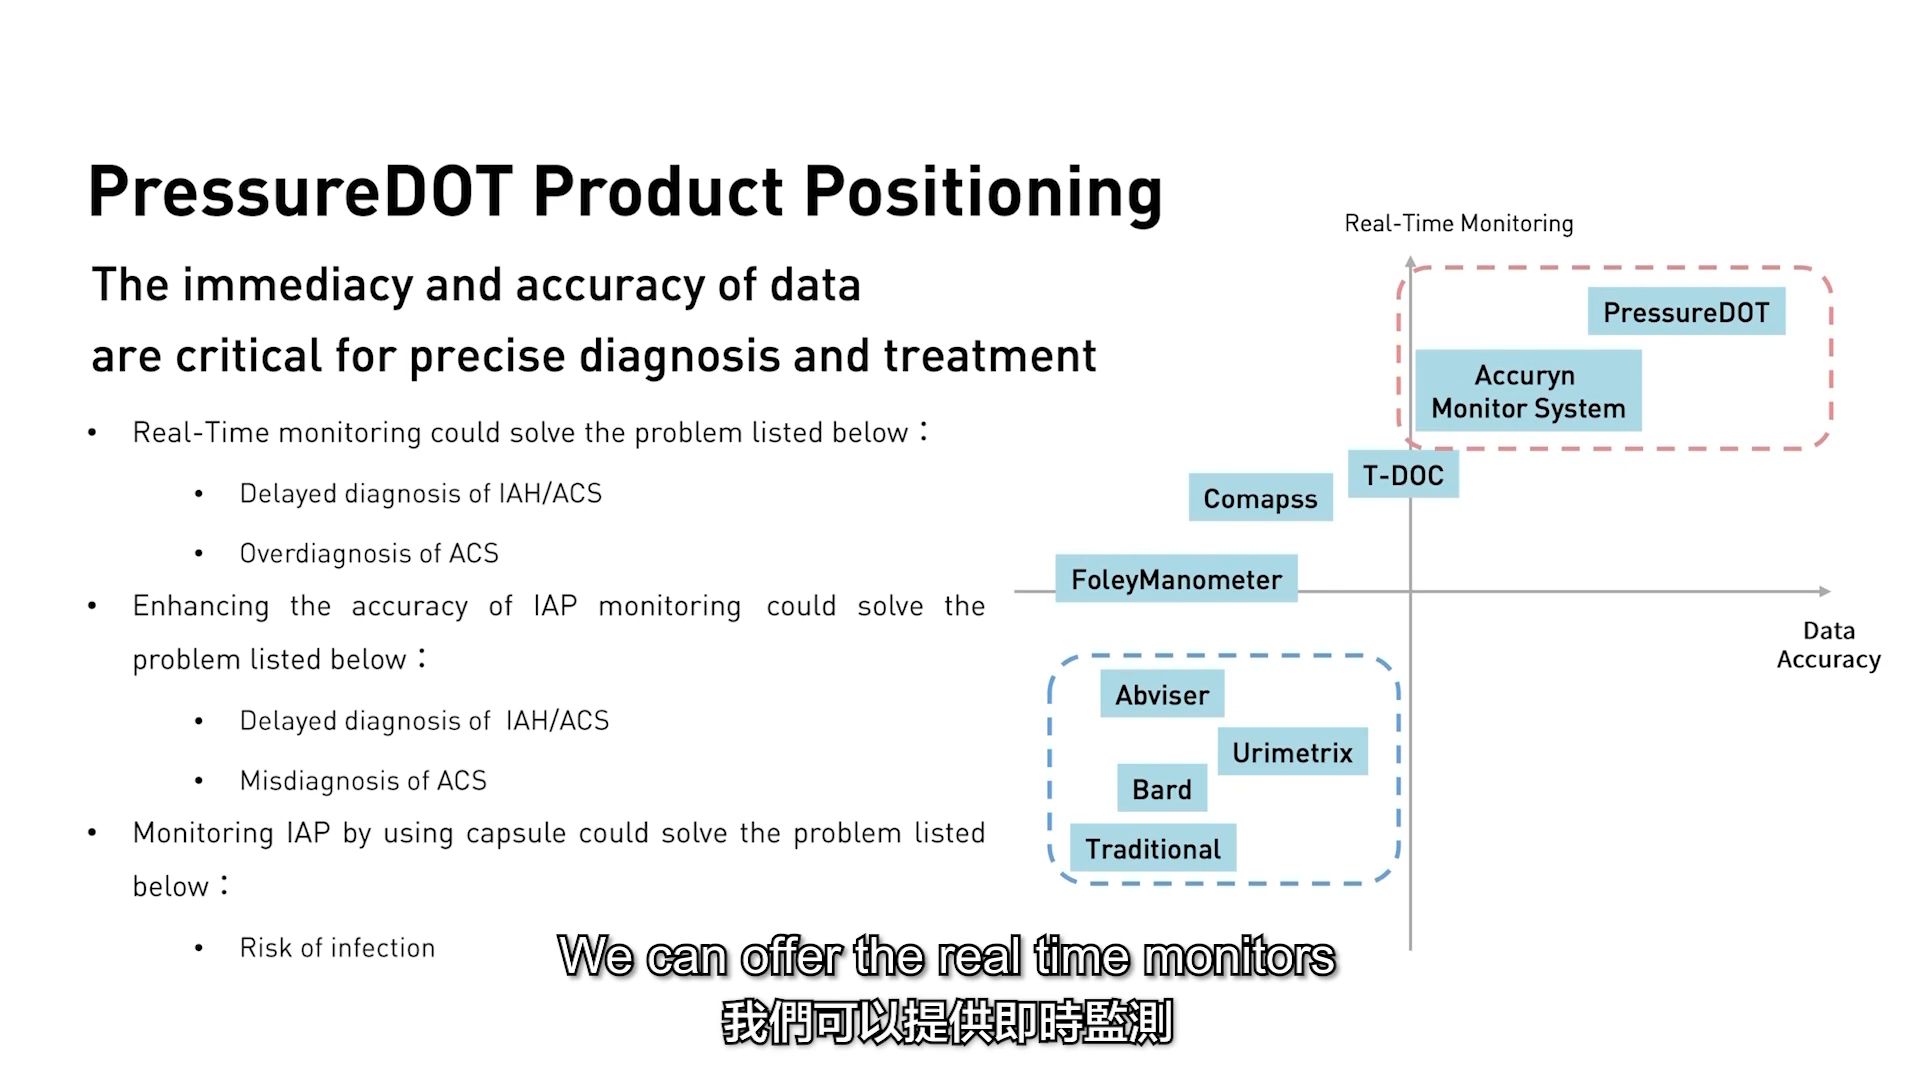 PressureDOT Product Positioning
The immediacy and accuracy of data
are critical for precise diagnosis and treatment
• Real-Time monitoring could solve the problem listed below：
• Delayed diagnosis of IAH/ACS
• Overdiagnosis of ACS
• Enhancing the accuracy of IAP monitoring could solve the
problem listed below：
• Delayed diagnosis of IAH/ACS
• Misdiagnosis of ACS
• Monitoring IAP by using capsule could solve the problem listed
below：
• Risk of infection
Real-Time Monitoring
PressureDOT
Accuryn
Monitor System
T-DOC
Comapss
FoleyManometer
Data
Accuracy
Abviser
Urimetrix
Bard
Traditional
We can offer the real time monitors
我們可以提供即時監測